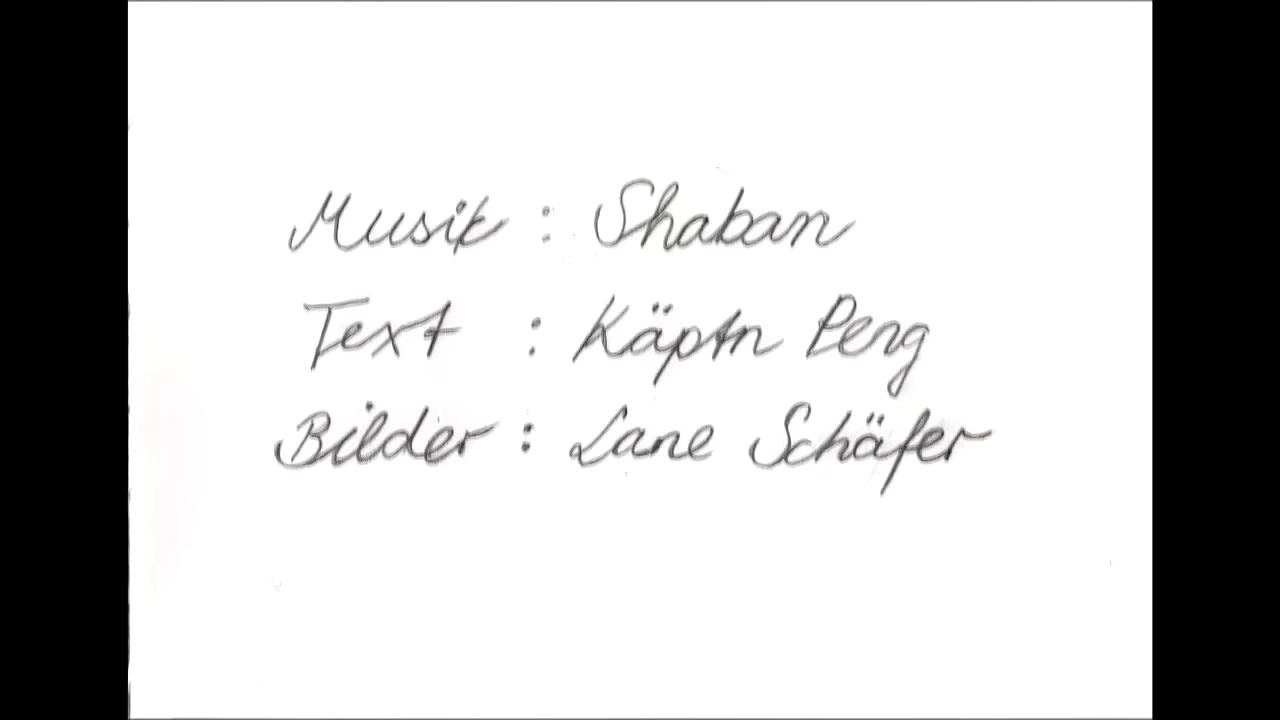 Musik : Shaban
Text : Käptn Peng
Bilder : Lane Schäfer